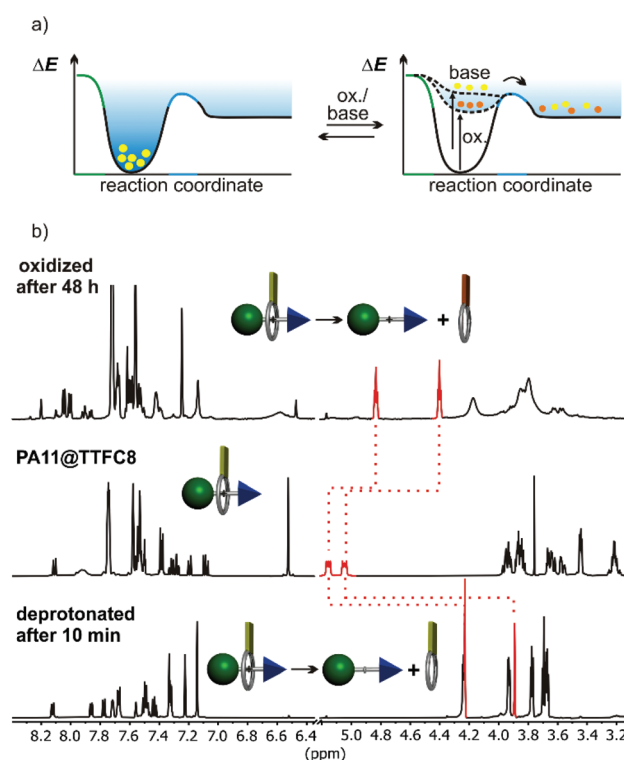 a)
ΔE
reaction coordinate
ox./
base
ΔE
base
ox.
reaction coordinate
b)
oxidized
after 48 h
+
+
+
PA11@TTFC8
+
deprotonated
after 10 min
+
+
8.2 8.0 7.8 7.6 7.4 7.2 7.0 6.8 6.6 6.4 5.2 5.0 4.8 4.6 4.4 4.2 4.0 3.8 3.6 3.4 3.2
(ppm)